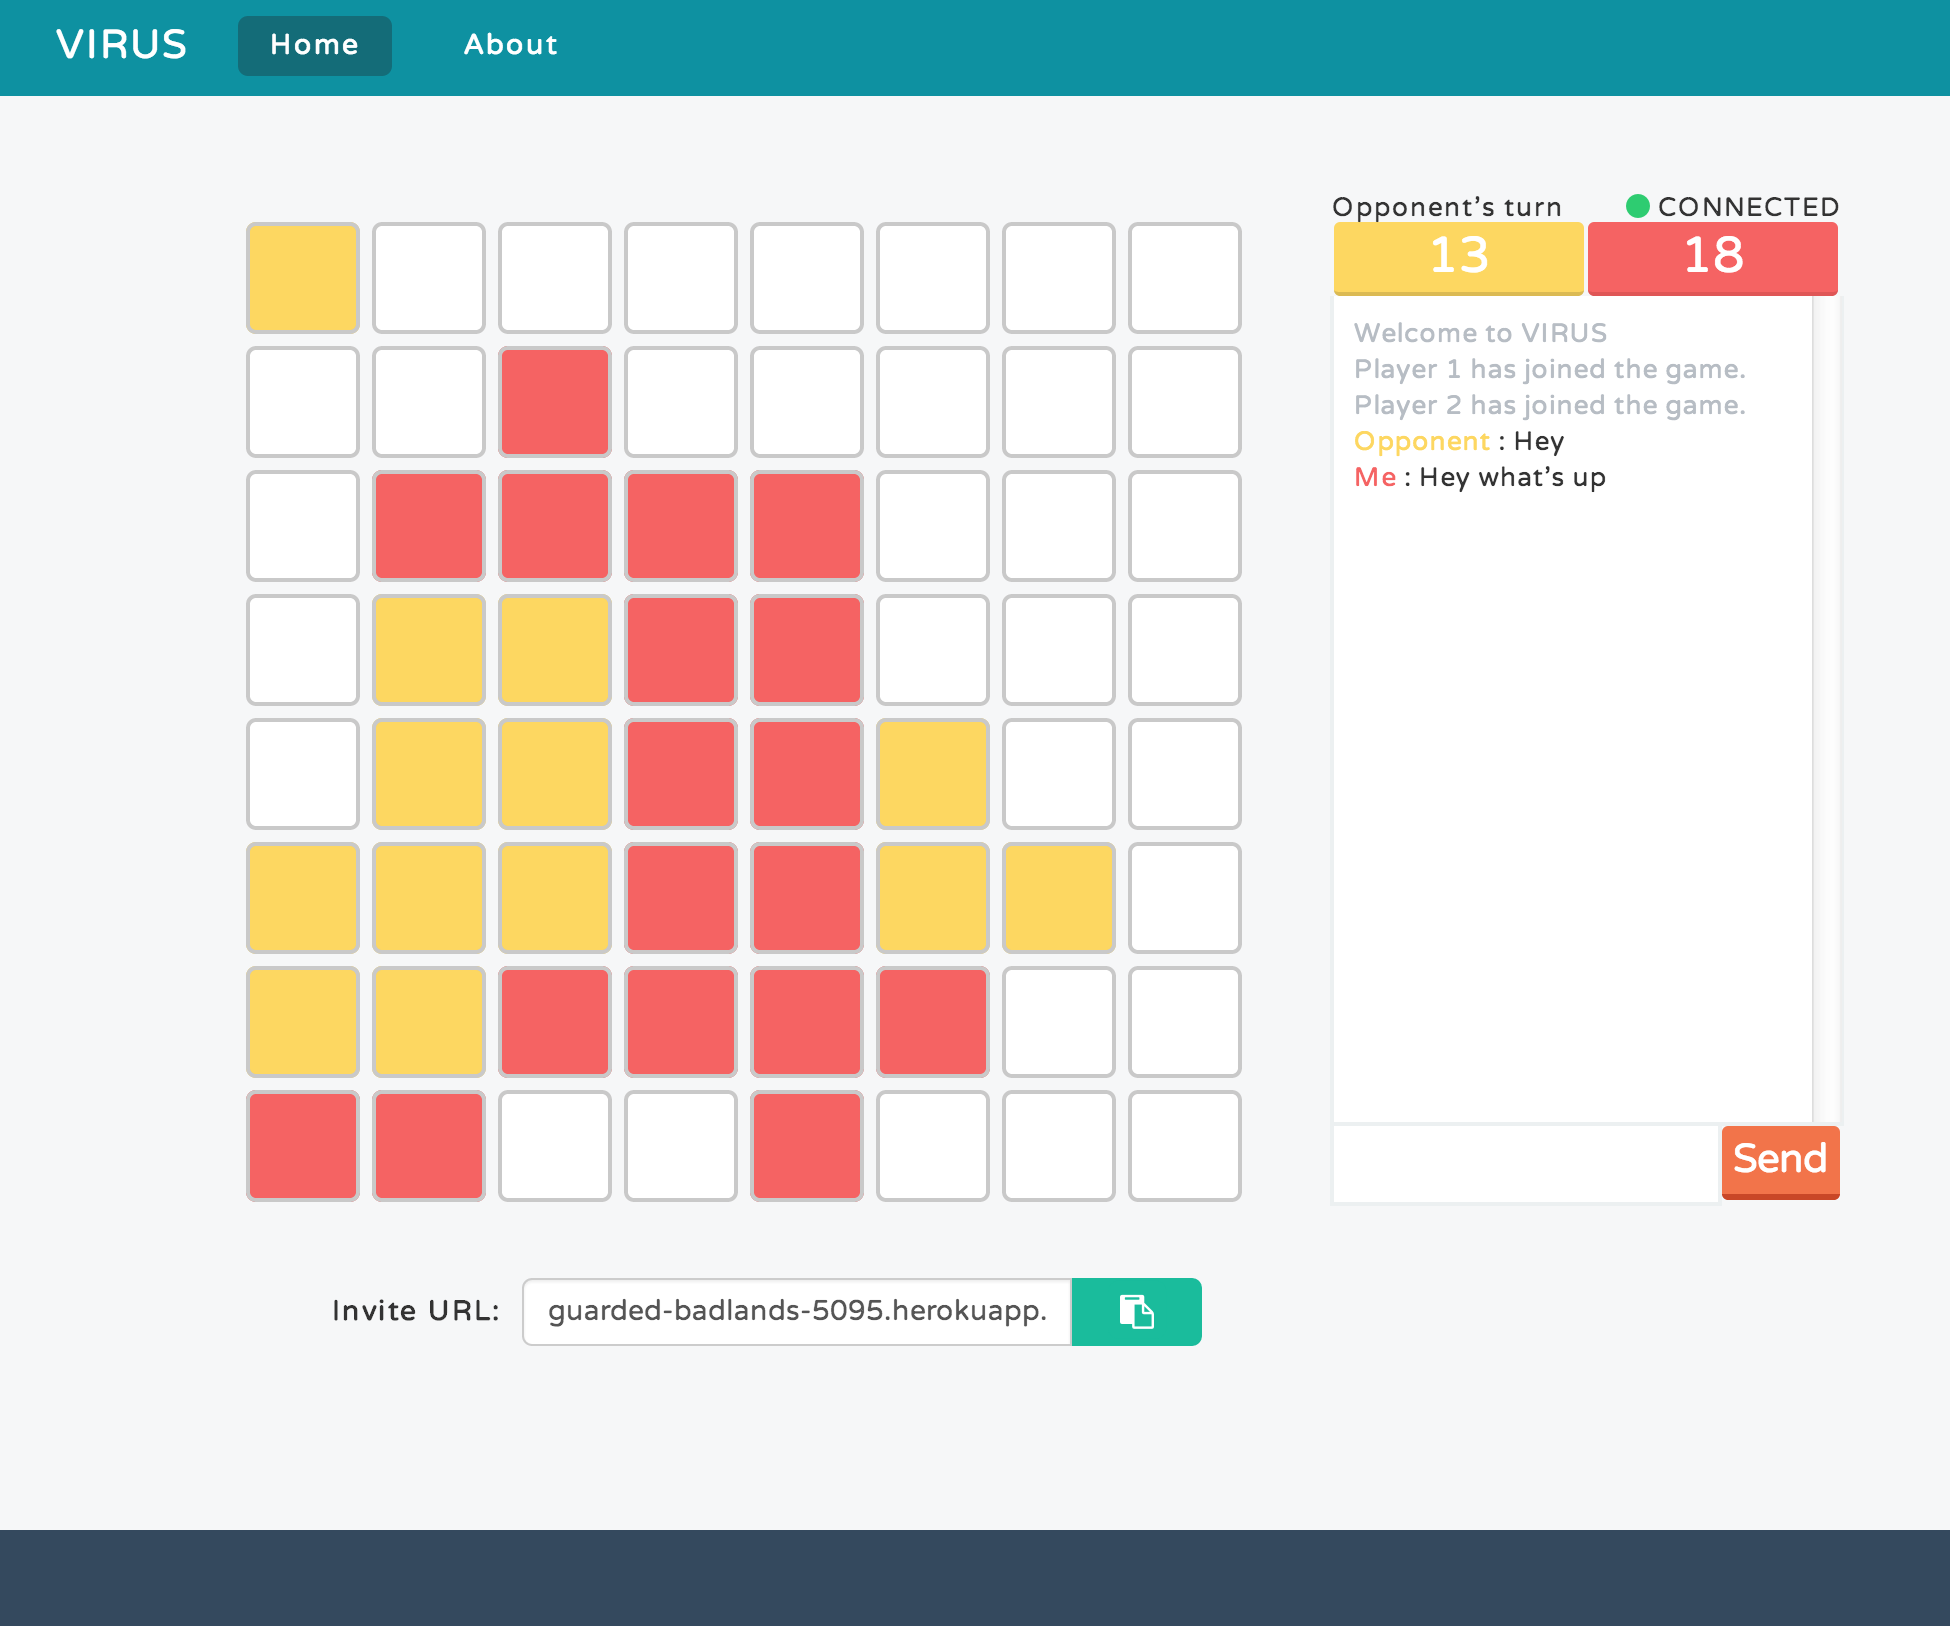 VIRUS Home About
Opponent's turn CONNECTED
13 18
Welcome to VIRUS
Player 1 has joined the game.
Player 2 has joined the game.
Opponent : Hey
Me : Hey what's up
Send
Invite URL: guarded-badlands-5095.herokuapp.